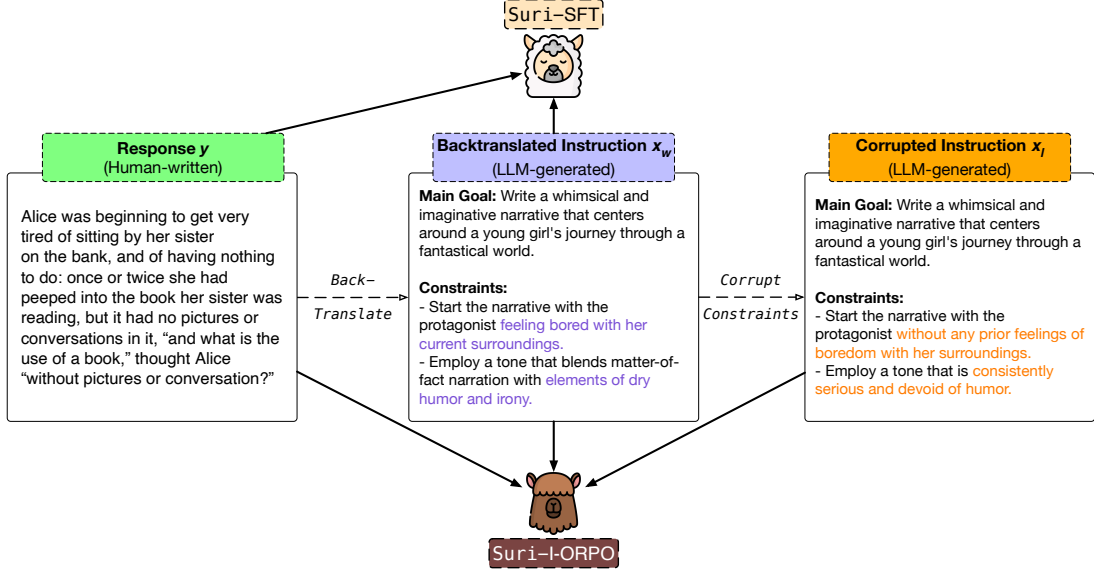 Suri-SFT
Response y
(Human-written)
Alice was beginning to get very
tired of sitting by her sister
on the bank, and of having nothing
to do: once or twice she had
peeped into the book her sister was
reading, but it had no pictures or
conversations in it, “and what is the
use of a book,” thought Alice
“without pictures or conversation?”
Back-
Translate
Backtranslated Instruction x_w
(LLM-generated)
Main Goal: Write a whimsical and
imaginative narrative that centers
around a young girl's journey through a
fantastical world.
Constraints:
- Start the narrative with the
protagonist feeling bored with her
current surroundings.
- Employ a tone that blends matter-of-
fact narration with elements of dry
humor and irony.
Corrupt
Constraints
Corrupted Instruction x_l
(LLM-generated)
Main Goal: Write a whimsical and
imaginative narrative that centers
around a young girl's journey through a
fantastical world.
Constraints:
- Start the narrative with the
protagonist without any prior feelings of
boredom with her surroundings.
- Employ a tone that is consistently
serious and devoid of humor.
Suri-I-ORPO